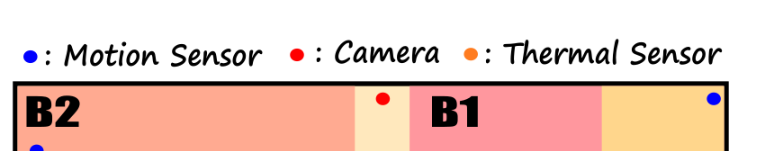 : Motion Sensor : Camera : Thermal Sensor
B2 B1